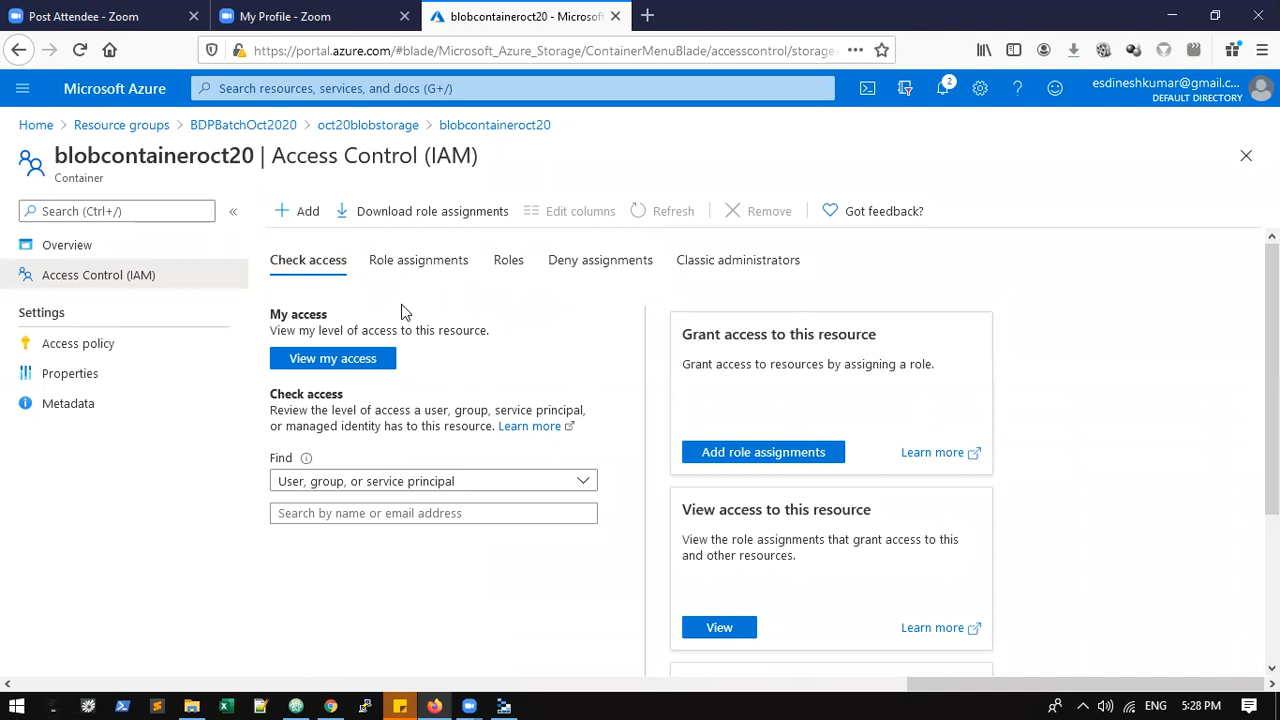 Post Attendee - Zoom
My Profile - Zoom
blobcontaineroct20 - Microsoft
https://portal.azure.com/#blade/Microsoft_Azure_Storage/ContainerMenuBlade/accesscontrol/storage
Microsoft Azure
Search resources, services, and docs (G+/)
2
esdineshkumar@gmail.c...
DEFAULT DIRECTORY
Home > Resource groups > BDPBatchOct2020 > oct20blobstorage > blobcontaineroct20
blobcontaineroct20 | Access Control (IAM)
Container
Search (Ctrl+/)
«
Add
Download role assignments
Edit columns
Refresh
Remove
Got feedback?
Overview
Access Control (IAM)
Settings
Access policy
Properties
Metadata
Check access
Role assignments
Roles
Deny assignments
Classic administrators
My access
View my level of access to this resource.
View my access
Check access
Review the level of access a user, group, service principal,
or managed identity has to this resource. Learn more
Find
User, group, or service principal
Search by name or email address
Grant access to this resource
Grant access to resources by assigning a role.
Add role assignments
Learn more
View access to this resource
View the role assignments that grant access to this
and other resources.
View
Learn more
ENG
5:28 PM